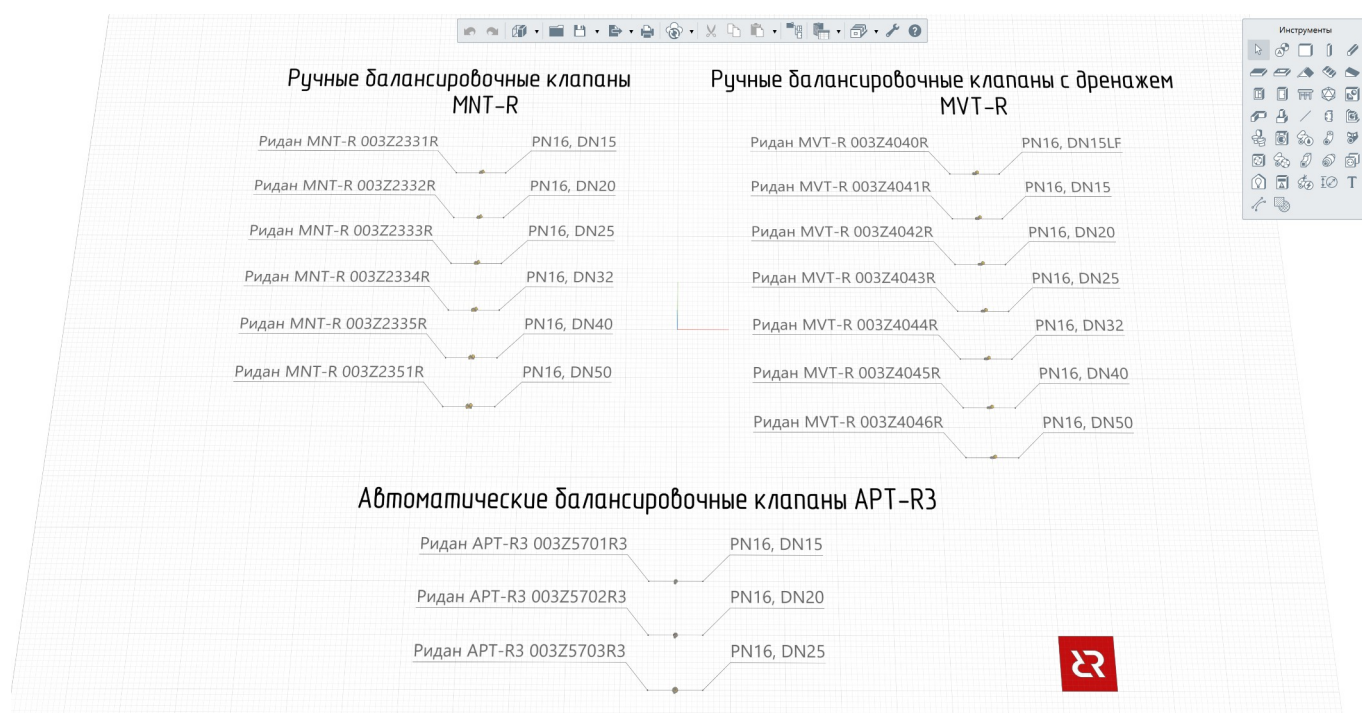 Инструменты
Ручные балансировочные клапаны
MNT-R
Ридан MNT-R 003Z2331R PN16, DN15
Ридан MNT-R 003Z2332R PN16, DN20
Ридан MNT-R 003Z2333R PN16, DN25
Ридан MNT-R 003Z2334R PN16, DN32
Ридан MNT-R 003Z2335R PN16, DN40
Ридан MNT-R 003Z2351R PN16, DN50
Ручные балансировочные клапаны с дренажем
MVT-R
Ридан MVT-R 003Z4040R PN16, DN15LF
Ридан MVT-R 003Z4041R PN16, DN15
Ридан MVT-R 003Z4042R PN16, DN20
Ридан MVT-R 003Z4043R PN16, DN25
Ридан MVT-R 003Z4044R PN16, DN32
Ридан MVT-R 003Z4045R PN16, DN40
Ридан MVT-R 003Z4046R PN16, DN50
Автоматические балансировочные клапаны APT-R3
Ридан APT-R3 003Z5701R3 PN16, DN15
Ридан APT-R3 003Z5702R3 PN16, DN20
Ридан APT-R3 003Z5703R3 PN16, DN25